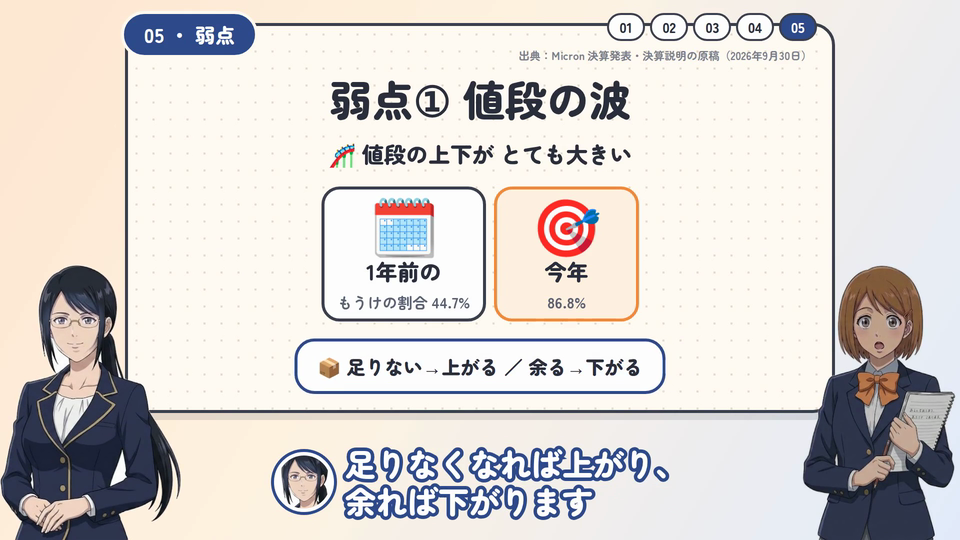 05 ・ 弱点
01 02 03 04 05
出典：Micron 決算発表・決算説明の原稿（2026年9月30日）
弱点① 値段の波
値段の上下が とても大きい
1年前の
もうけの割合 44.7%
今年
86.8%
足りない→上がる ／ 余る→下がる
足りなくなれば上がり、
余れば下がります